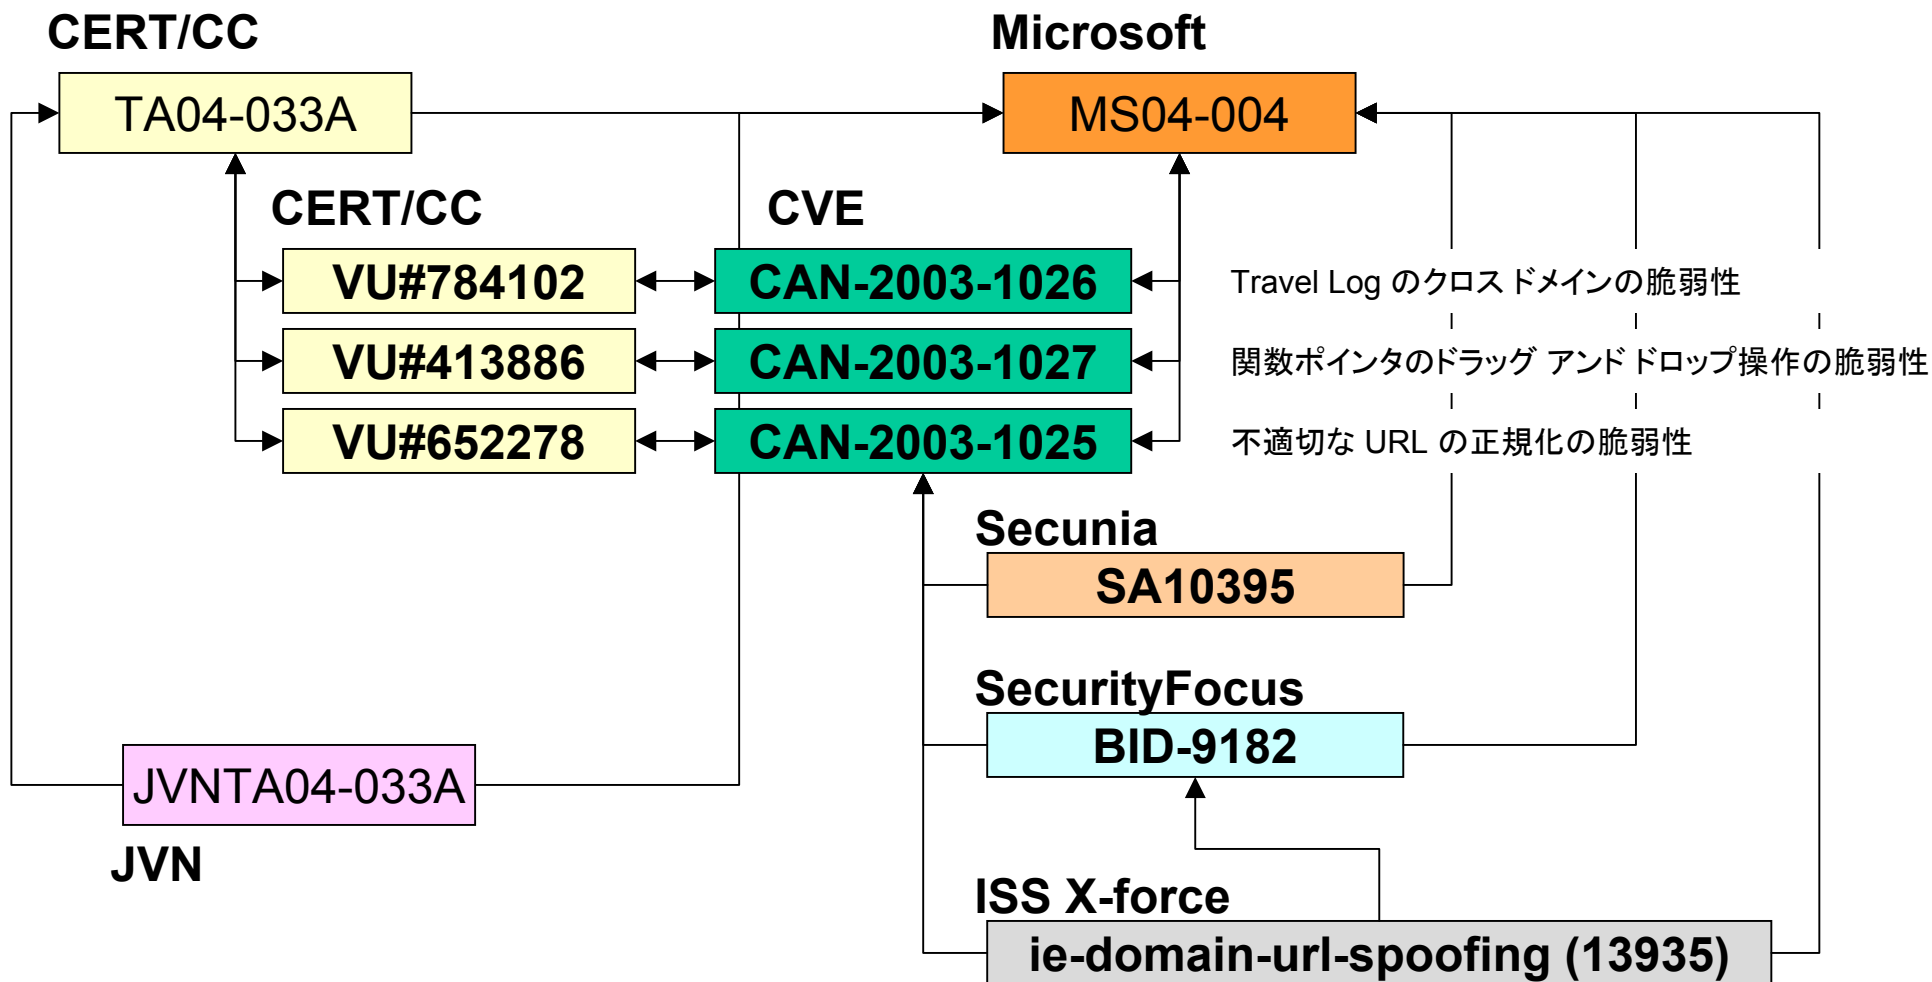 CERT/CC
Microsoft
TA04-033A
MS04-004
CERT/CC
CVE
VU#784102
CAN-2003-1026
Travel Log のクロス ドメインの脆弱性
VU#413886
CAN-2003-1027
関数ポインタのドラッグ アンド ドロップ操作の脆弱性
VU#652278
CAN-2003-1025
不適切な URL の正規化の脆弱性
Secunia
SA10395
SecurityFocus
BID-9182
JVNTA04-033A
JVN
ISS X-force
ie-domain-url-spoofing (13935)